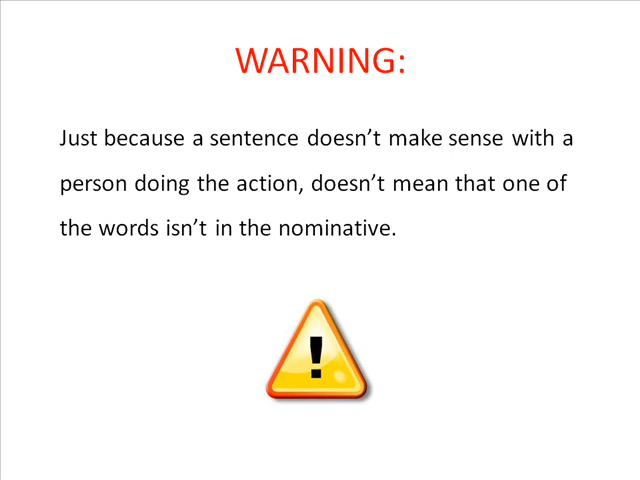 WARNING:
Just because a sentence doesn’t make sense with a
person doing the action, doesn’t mean that one of
the words isn’t in the nominative.
!